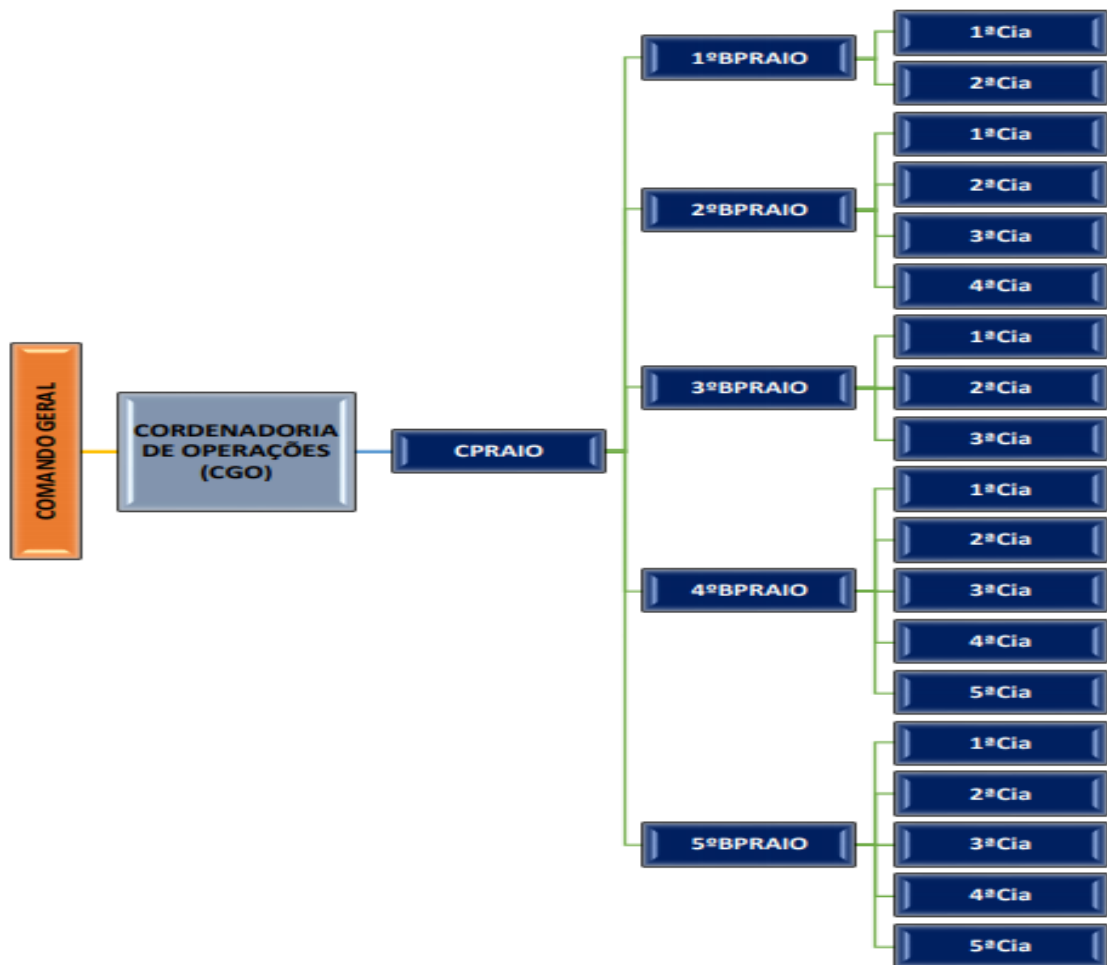 COMANDO GERAL
CORDENADORIA
DE OPERAÇÕES
(CGO)
CPRAIO
1ºBPRAIO
1ªCia
2ªCia
2ºBPRAIO
1ªCia
2ªCia
3ªCia
4ªCia
3ºBPRAIO
1ªCia
2ªCia
3ªCia
4ºBPRAIO
1ªCia
2ªCia
3ªCia
4ªCia
5ªCia
5ºBPRAIO
1ªCia
2ªCia
3ªCia
4ªCia
5ªCia